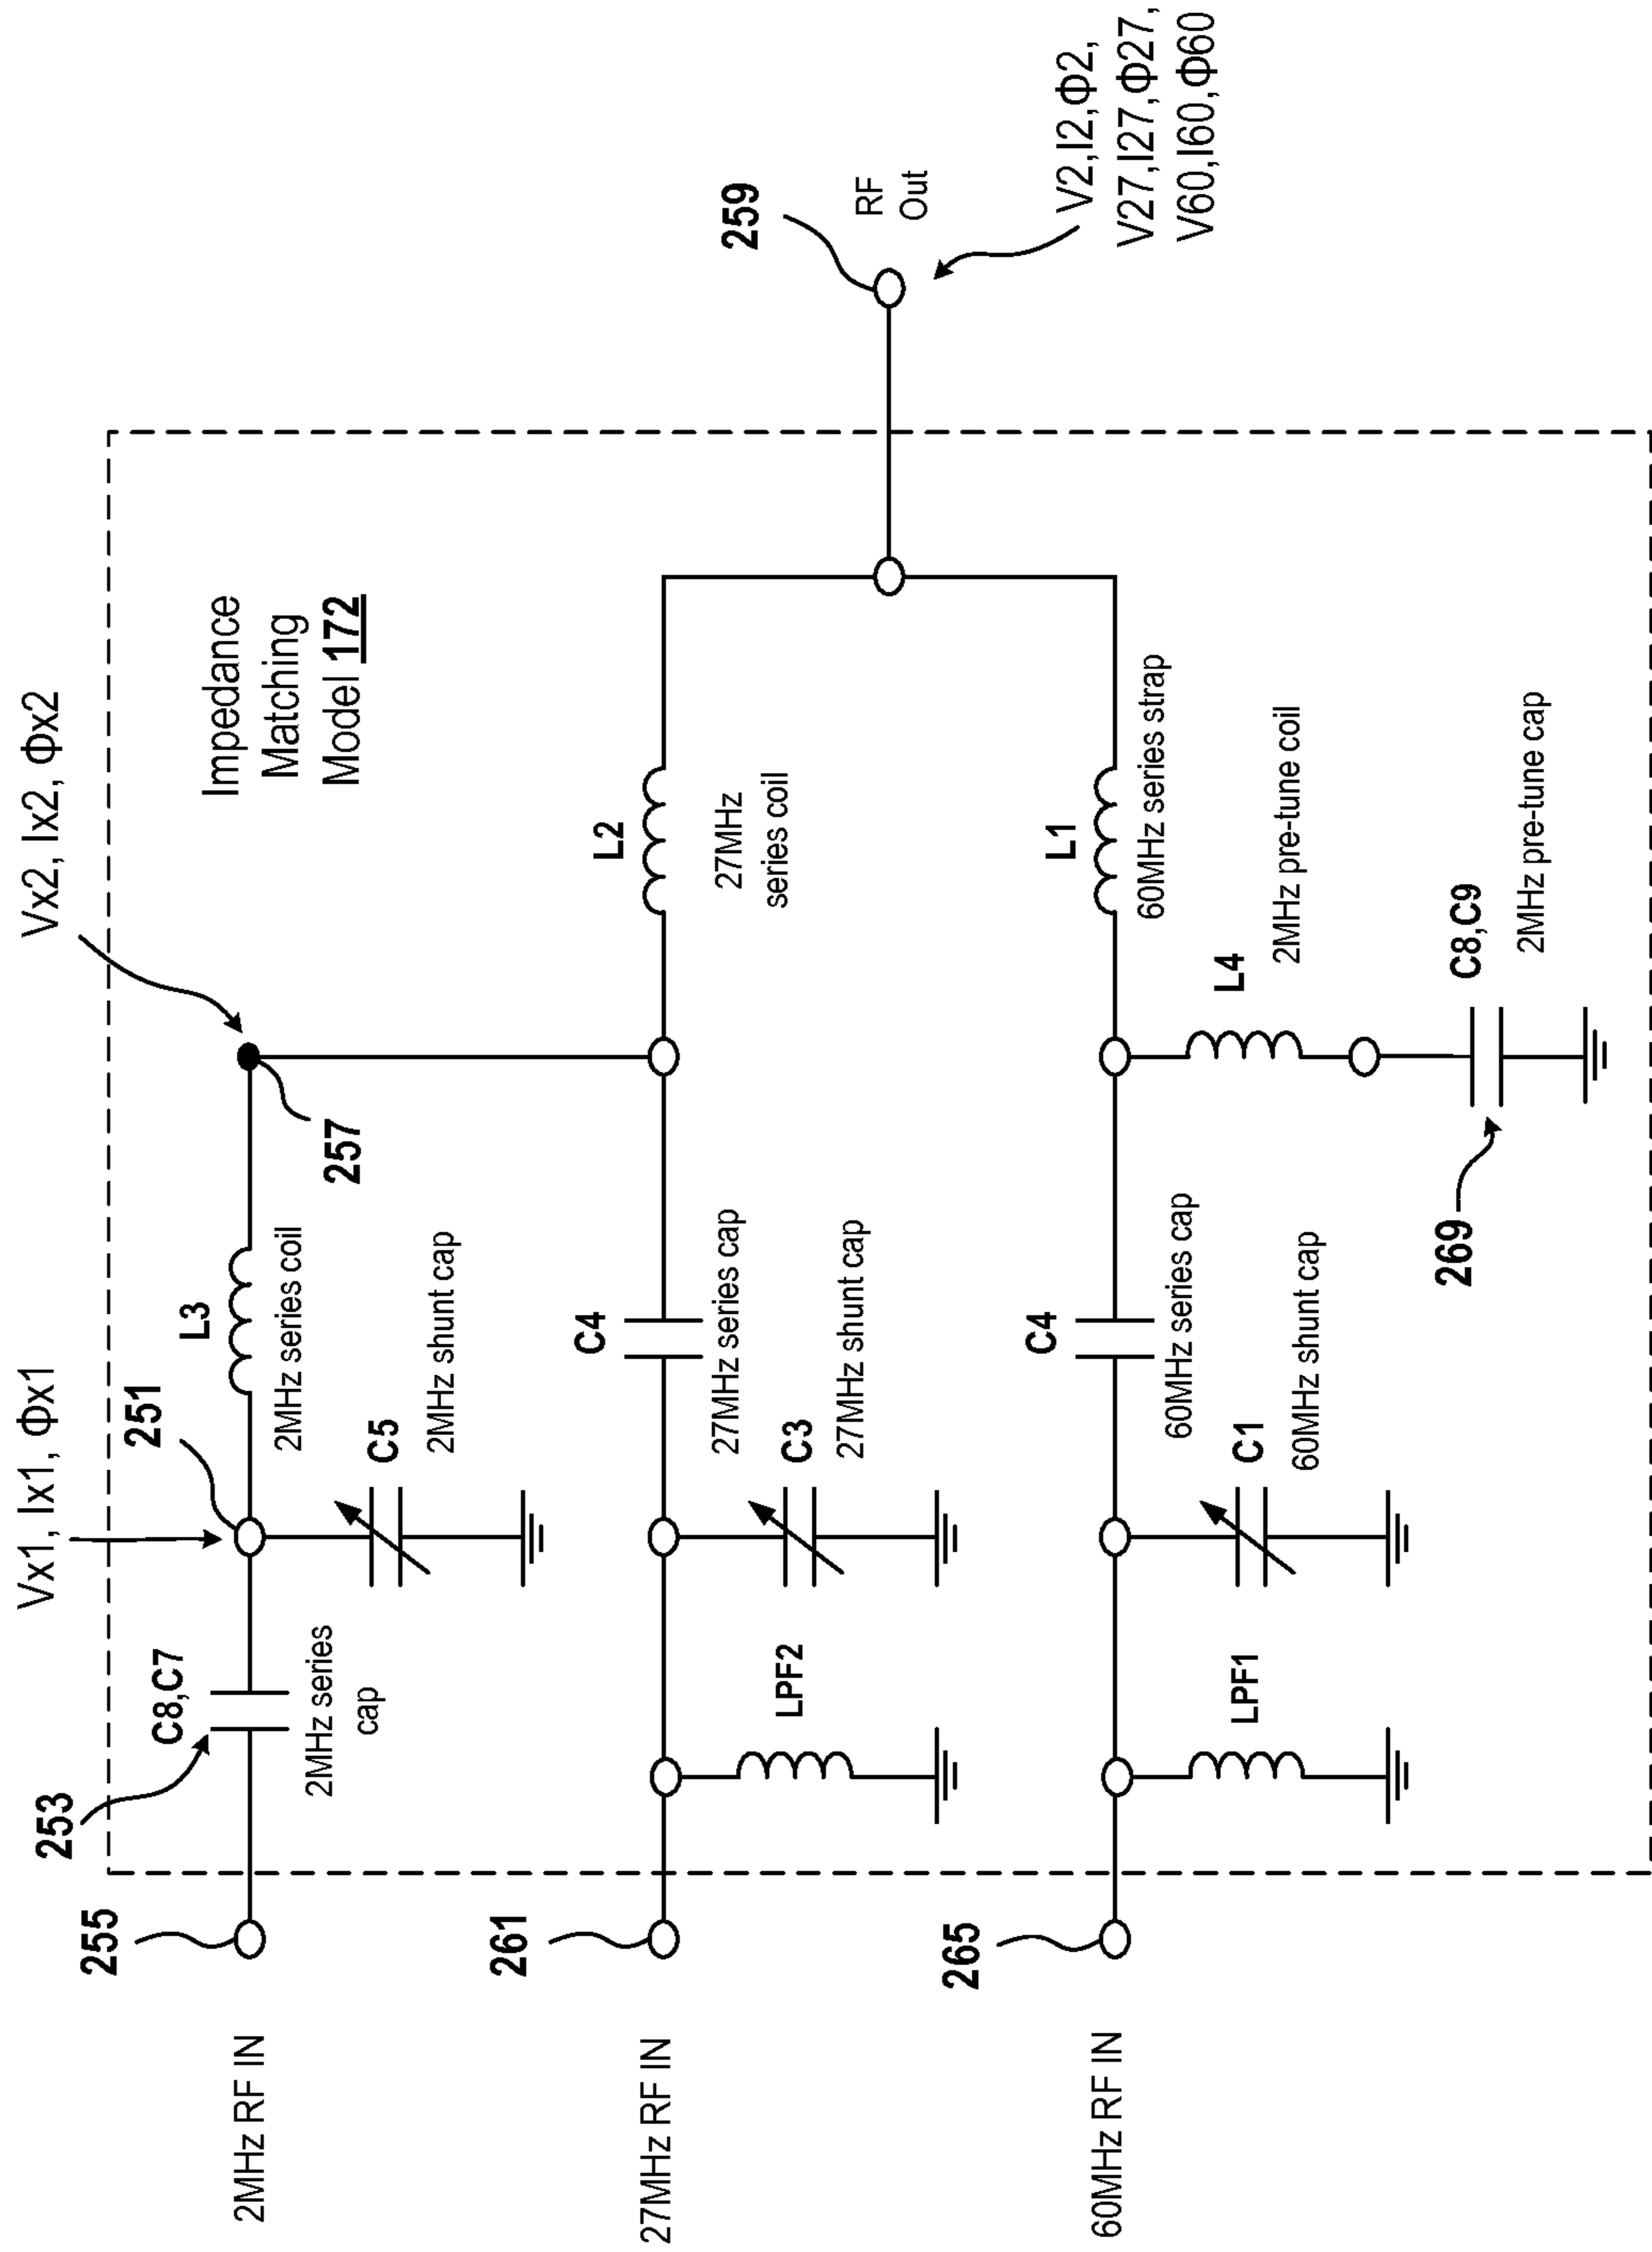 Vx1, Ix1, Φx1
Vx2, Ix2, Φx2
253
251
257
255
2MHz RF IN
C8,C7
2MHz series
cap
L3
2MHz series coil
C5
2MHz shunt cap
Impedance
Matching
Model 172
261
27MHz RF IN
LPF2
C3
27MHz shunt cap
C4
27MHz series cap
L2
27MHz
series coil
259
RF
Out
V2,I2,Φ2,
V27,I27,Φ27,
V60,I60,Φ60
265
60MHz RF IN
LPF1
C1
60MHz shunt cap
C4
60MHz series cap
L1
60MHz series strap
L4
2MHz pre-tune coil
269
C8,C9
2MHz pre-tune cap